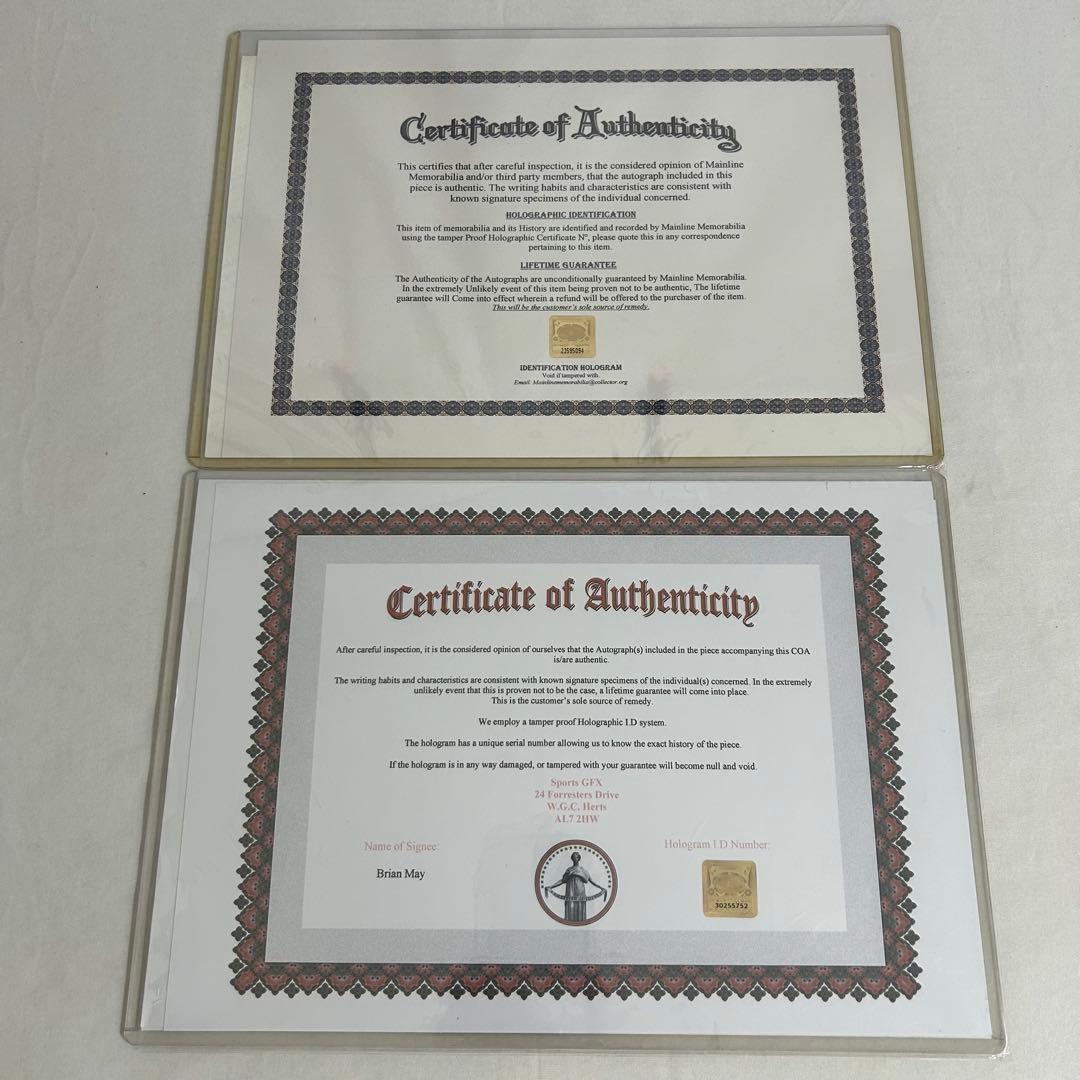 Certificate of Authenticity
This certifies that after careful inspection, it is the considered opinion of Mainline
Memorabilia and/or third party members, that the autograph included in this
piece is authentic. The writing habits and characteristics are consistent with
known signature specimens of the individual concerned.
HOLOGRAPHIC IDENTIFICATION
This item of memorabilia and its History are identified and recorded by Mainline Memorabilia
using the tamper Proof Holographic Certificate Nº, please quote this in any correspondence
pertaining to this item.
LIFETIME GUARANTEE
The Authenticity of the Autographs are unconditionally guaranteed by Mainline Memorabilia.
In the extremely Unlikely event of this item being proven not to be authentic, The lifetime
guarantee will Come into effect wherein a refund will be offered to the purchaser of the item.
This will be the customer's sole source of remedy.
IDENTIFICATION HOLOGRAM
Void if tampered with.
Email: Mainlinememorabilia@collector.org
Certificate of Authenticity
After careful inspection, it is the considered opinion of ourselves that the Autograph(s) included in the piece accompanying this COA
is/are authentic.
The writing habits and characteristics are consistent with known signature specimens of the individual(s) concerned. In the extremely
unlikely event that this is proven not to be the case, a lifetime guarantee will come into place.
This is the customer's sole source of remedy.
We employ a tamper proof Holographic I.D system.
The hologram has a unique serial number allowing us to know the exact history of the piece.
If the hologram is in any way damaged, or tampered with your guarantee will become null and void.
Sports GFX
24 Forresters Drive
W.G.C. Herts
AL7 2HW
Name of Signee:
Hologram I.D Number:
Brian May
30255752